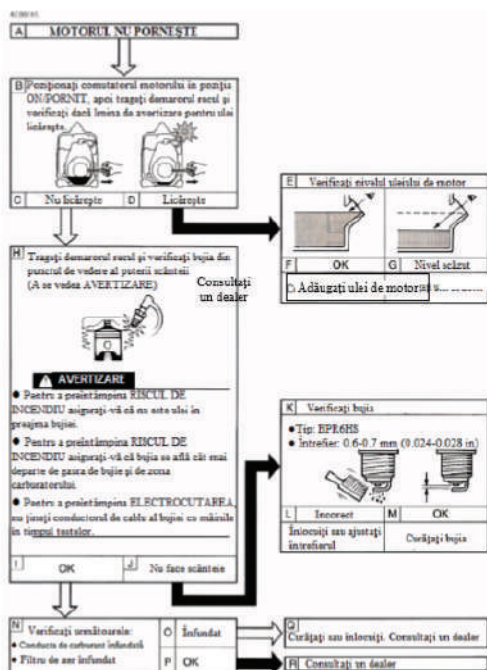 A MOTORUL NU PORNEȘTE
B Poziționați comutatorul motorului în poziția
ON/PORNIT, apoi trageți demarorul recul și
verificați dacă lmina de avertizare pentru ulei
licărește.
C Nu licărește D Licărește
E Verificați nivelul uleiului de motor
F OK G Nivel scăzut
Adăugați ulei de motor
H Trageți demarorul recul și verificați bujia din
punctul de vedere al puterii scânteii
(A se vedea AVERTIZARE)
Consultați
un dealer
AVERTIZARE
● Pentru a preîntâmpina RISCUL DE
INCENDIU asigurați-vă că nu este ulei în
preajma bujiei.
● Pentru a preîntâmpina RISCUL DE
INCENDIU asigurați-vă că bujia se află cât mai
departe de gaura de bujie și de zona
carburatorului.
● Pentru a preîntâmpina ELECTROCUTAREA,
nu țineți conductorul de cablu al bujiei cu mâinile
în timpul testelor.
I OK J Nu face scânteie
K Verificați bujia
●Tip: BPR6HS
● Întrefier: 0.6-0.7 mm (0.024-0.028 in)
L Incorect M OK
Înlocuiți sau ajustați
întrefierul
Curățați bujia
N Verificați următoarele:
● Conducta de carburant înfundată
● Filtru de aer înfundat
O Înfundat
P OK
Q
Curățați sau înlocuiți. Consultați un dealer
R Consultați un dealer